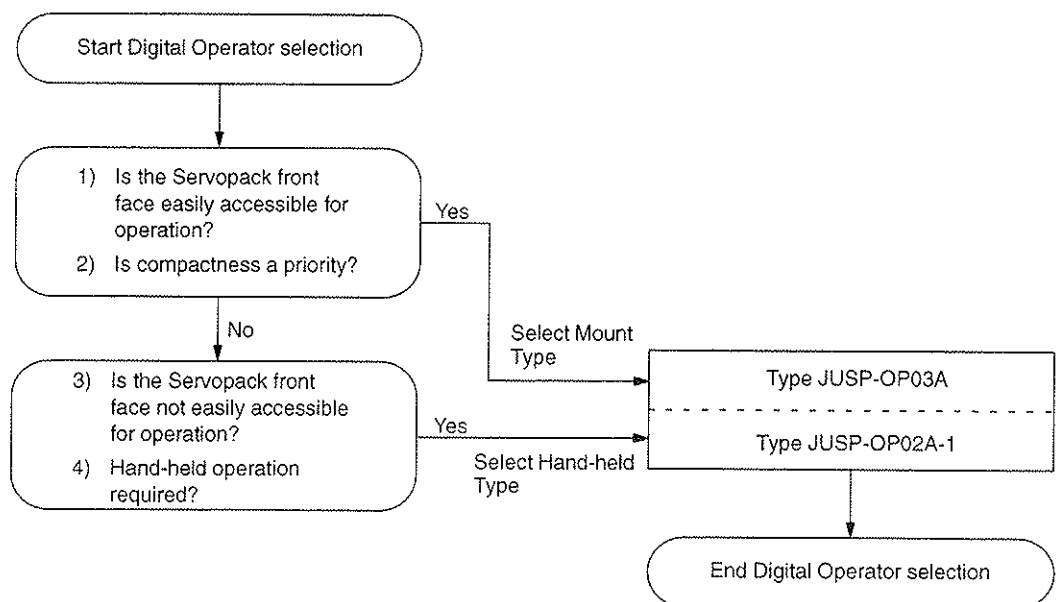 Start Digital Operator selection
1) Is the Servopack front
face easily accessible for
operation?
2) Is compactness a priority?
Yes
No
Select Mount
Type
3) Is the Servopack front
face not easily accessible
for operation?
4) Hand-held operation
required?
Yes
Select Hand-held
Type
Type JUSP-OP03A
Type JUSP-OP02A-1
End Digital Operator selection